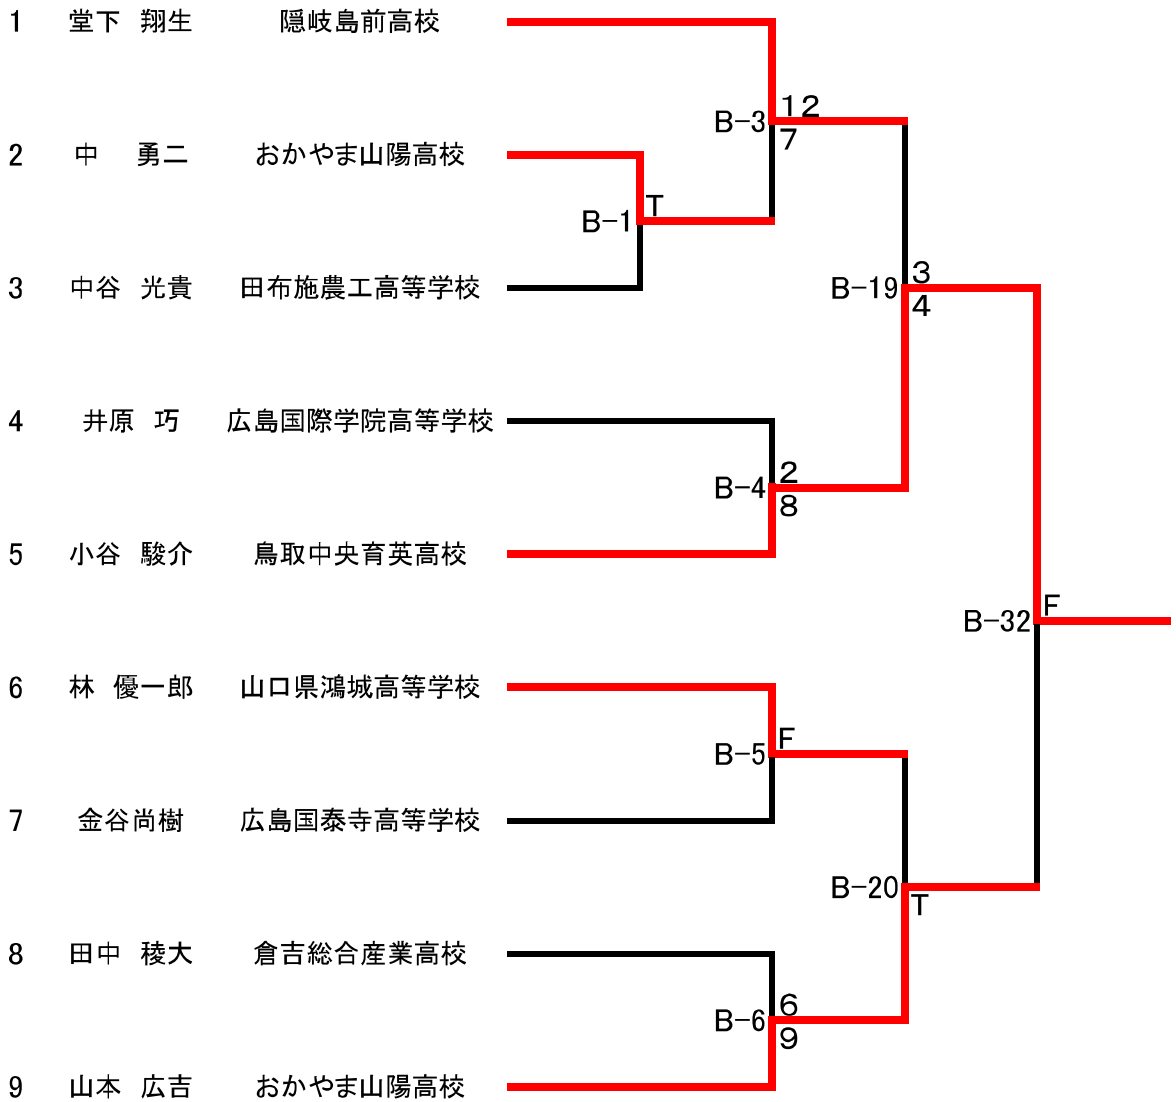 1 堂下 翔生 隠岐島前高校
12
B-3
7
2 中 勇二 おかやま山陽高校
T
B-1
3 中谷 光貴 田布施農工高等学校
3
B-19
4
4 井原 巧 広島国際学院高等学校
2
B-4
8
5 小谷 駿介 鳥取中央育英高校
F
B-32
6 林 優一郎 山口県鴻城高等学校
F
B-5
7 金谷尚樹 広島国泰寺高等学校
B-20
T
8 田中 稜大 倉吉総合産業高校
6
B-6
9
9 山本 広吉 おかやま山陽高校